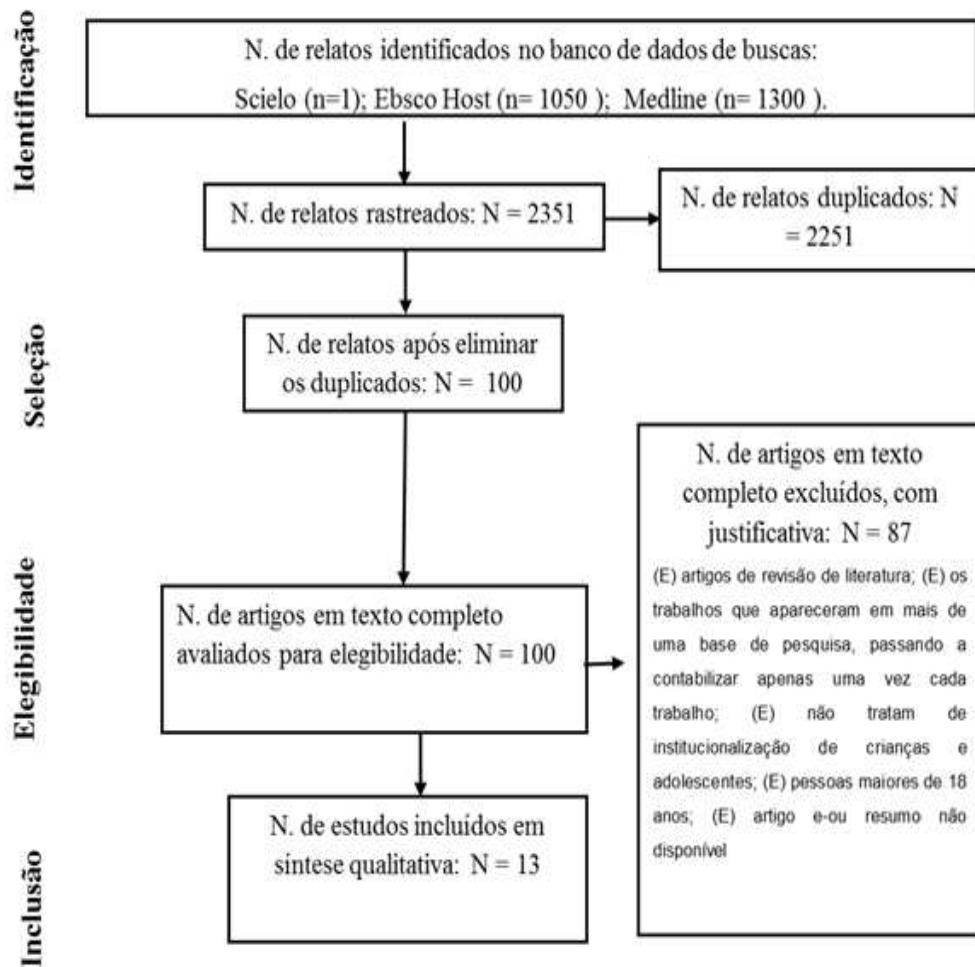 Identificação
N. de relatos identificados no banco de dados de buscas:
Scielo (n=1); Ebsco Host (n= 1050 ); Medline (n= 1300 ).
N. de relatos rastreados: N = 2351
N. de relatos duplicados: N
= 2251
Seleção
N. de relatos após eliminar
os duplicados: N = 100
Elegibilidade
N. de artigos em texto completo
avaliados para elegibilidade: N = 100
N. de artigos em texto
completo excluídos, com
justificativa: N = 87
(E) artigos de revisão de literatura; (E) os
trabalhos que apareceram em mais de
uma base de pesquisa, passando a
contabilizar apenas uma vez cada
trabalho; (E) não tratam de
institucionalização de crianças e
adolescentes; (E) pessoas maiores de 18
anos; (E) artigo e-ou resumo não
disponível
Inclusão
N. de estudos incluídos em
síntese qualitativa: N = 13